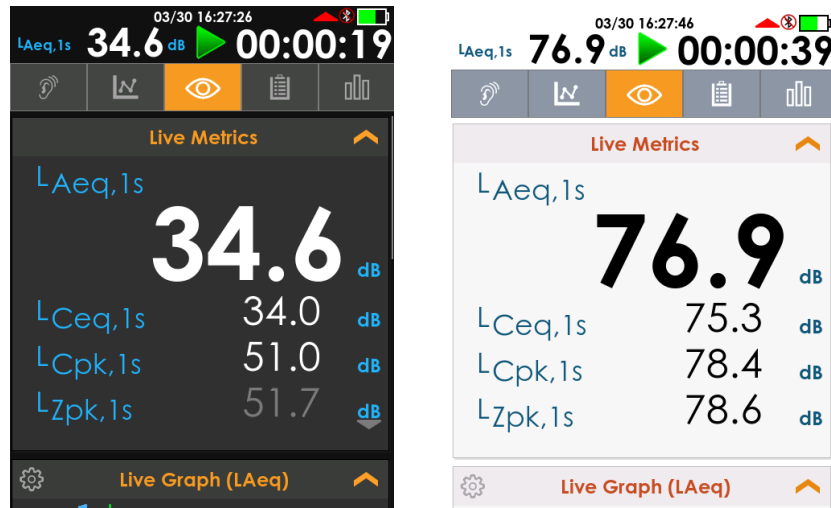 03/30 16:27:26
LAeq,1s 34.6 dB 00:00:19
Live Metrics
LAeq,1s
34.6 dB
LCeq,1s 34.0 dB
LCpk,1s 51.0 dB
LZpk,1s 51.7 dB
Live Graph (LAeq)
03/30 16:27:46
LAeq,1s 76.9 dB 00:00:39
Live Metrics
LAeq,1s
76.9 dB
LCeq,1s 75.3 dB
LCpk,1s 78.4 dB
LZpk,1s 78.6 dB
Live Graph (LAeq)